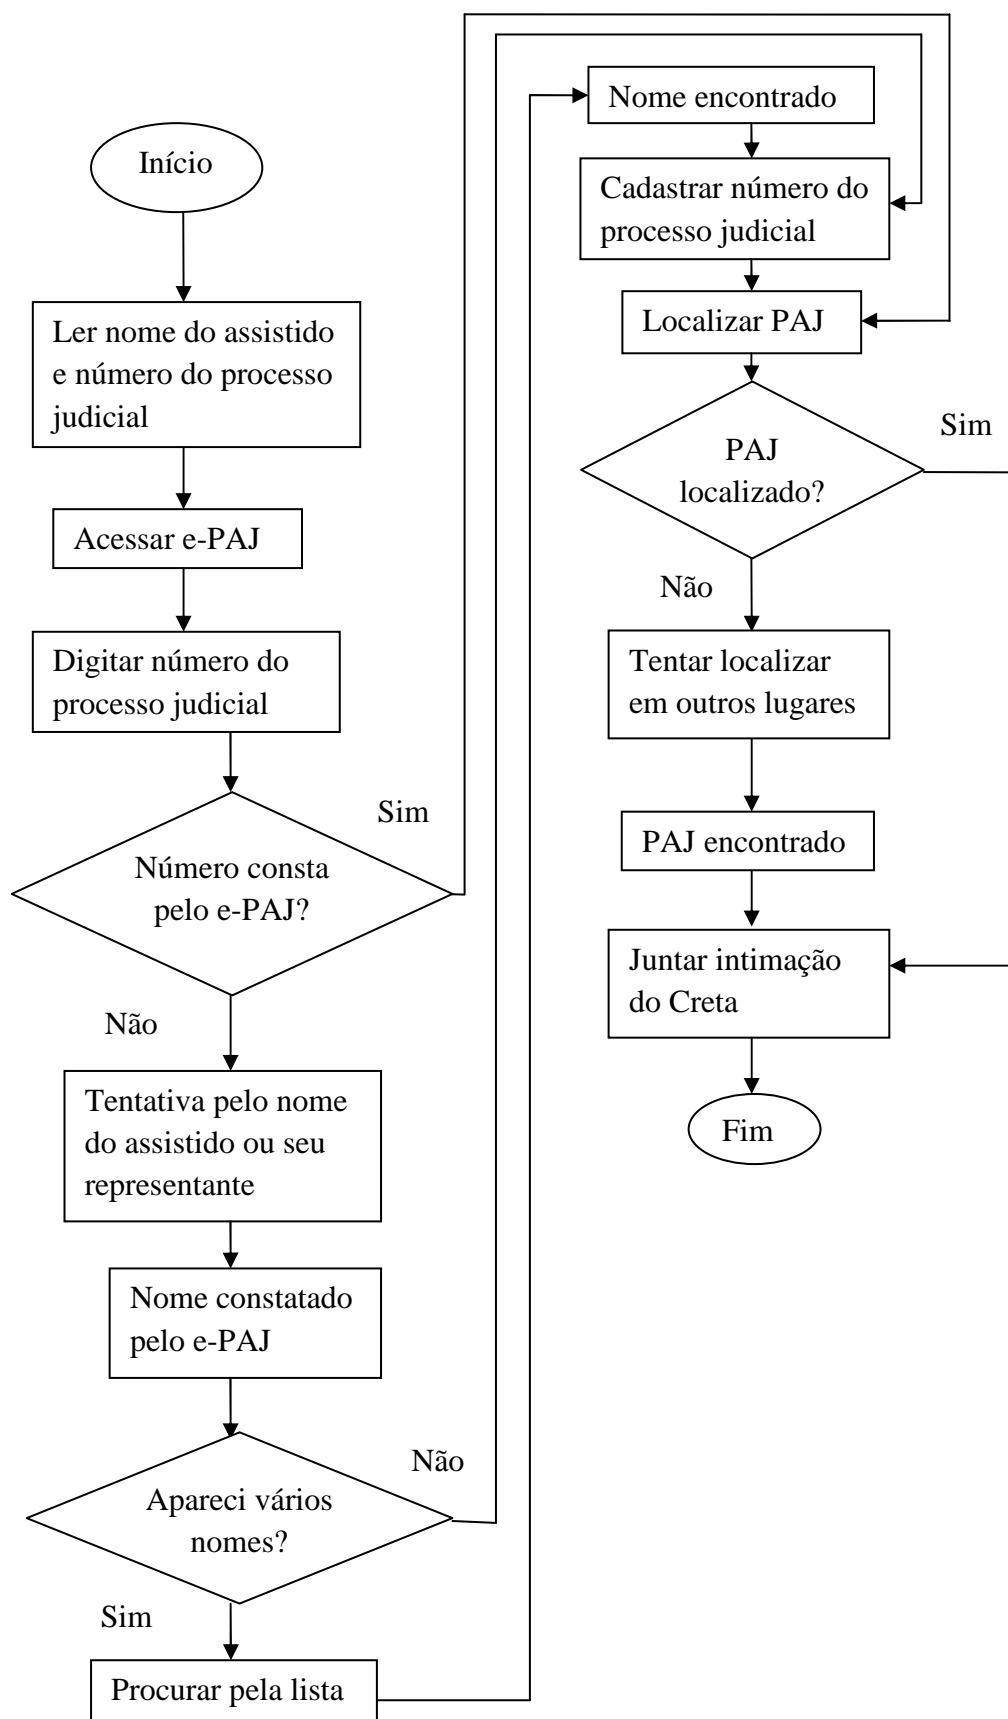 Início
Ler nome do assistido
e número do processo
judicial
Acessar e-PAJ
Digitar número do
processo judicial
Sim
Número consta
pelo e-PAJ?
Não
Tentativa pelo nome
do assistido ou seu
representante
Nome constatado
pelo e-PAJ
Não
Apareci vários
nomes?
Sim
Procurar pela lista
Nome encontrado
Cadastrar número do
processo judicial
Localizar PAJ
Sim
PAJ
localizado?
Não
Tentar localizar
em outros lugares
PAJ encontrado
Juntar intimação
do Creta
Fim